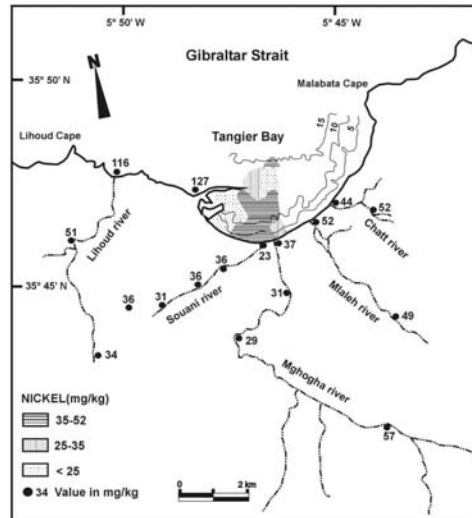 5° 50' W
5° 45' W
Gibraltar Strait
N
Malabata Cape
35° 50' N
15
10
5
Lihoud Cape
Tangier Bay
116
127
44
52
52
Chatt river
Lihoud river
51
23
37
36
Mlaleh river
35° 45' N
36
31
Souani river
31
36
49
29
34
Mghogha river
NICKEL(mg/kg)
35-52
25-35
< 25
57
34 Value in mg/kg
0
2 km